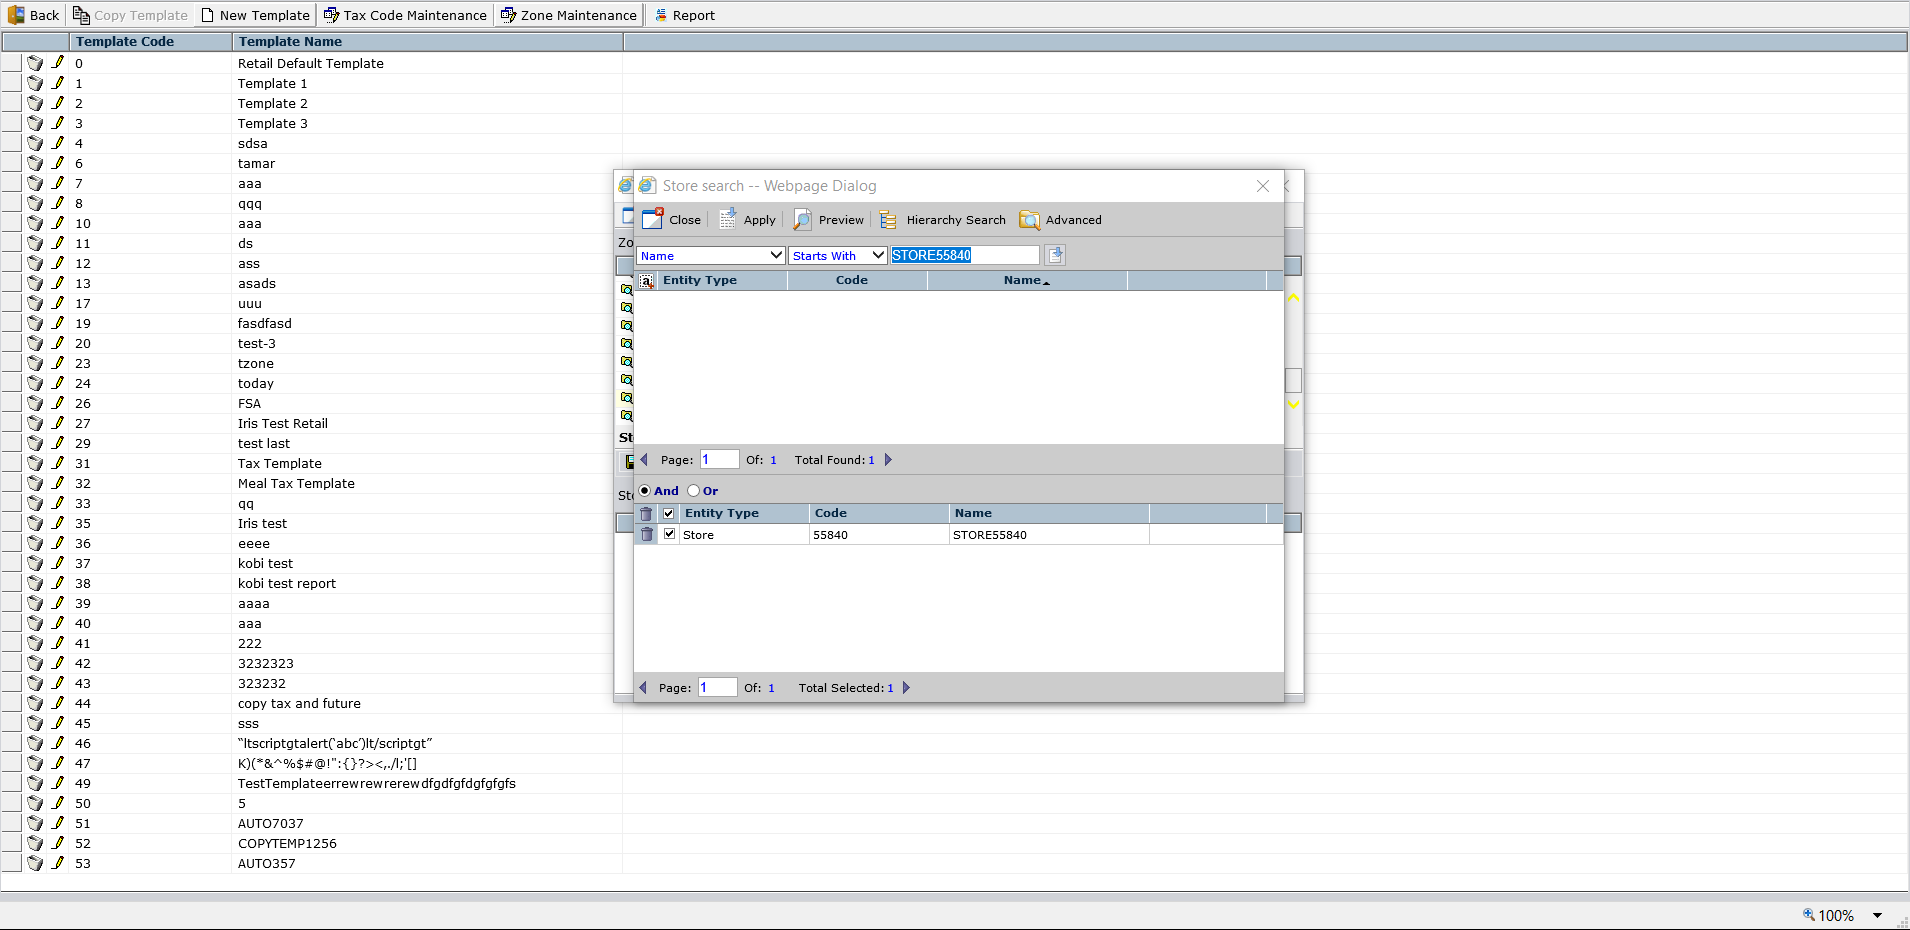 Back Copy Template New Template Tax Code Maintenance Zone Maintenance Report
Template Code Template Name
0 Retail Default Template
1 Template 1
2 Template 2
3 Template 3
4 sdsa
6 tamar
7 aaa
8 qqq
10 aaa
11 ds
12 ass
13 asads
17 uuu
19 fasdfasd
20 test-3
23 tzone
24 today
26 FSA
27 Iris Test Retail
29 test last
31 Tax Template
32 Meal Tax Template
33 qq
35 Iris test
36 eeee
37 kobi test
38 kobi test report
39 aaaa
40 aaa
41 222
42 3232323
43 323232
44 copy tax and future
45 sss
46 “ltscriptgtalert(‘abc’)lt/scriptgt”
47 K)(*&^%$#@!":{}?><,./l;'[]
49 TestTemplateerrewrewrerewdfgdfgfdgfgfgfs
50 5
51 AUTO7037
52 COPYTEMP1256
53 AUTO357
Store search -- Webpage Dialog
Close Apply Preview Hierarchy Search Advanced
Zo
Name Starts With STORE55840
a Entity Type Code Name
St
Page: 1 Of: 1 Total Found: 1
And Or
Sto
Entity Type Code Name
Store 55840 STORE55840
Page: 1 Of: 1 Total Selected: 1
100%